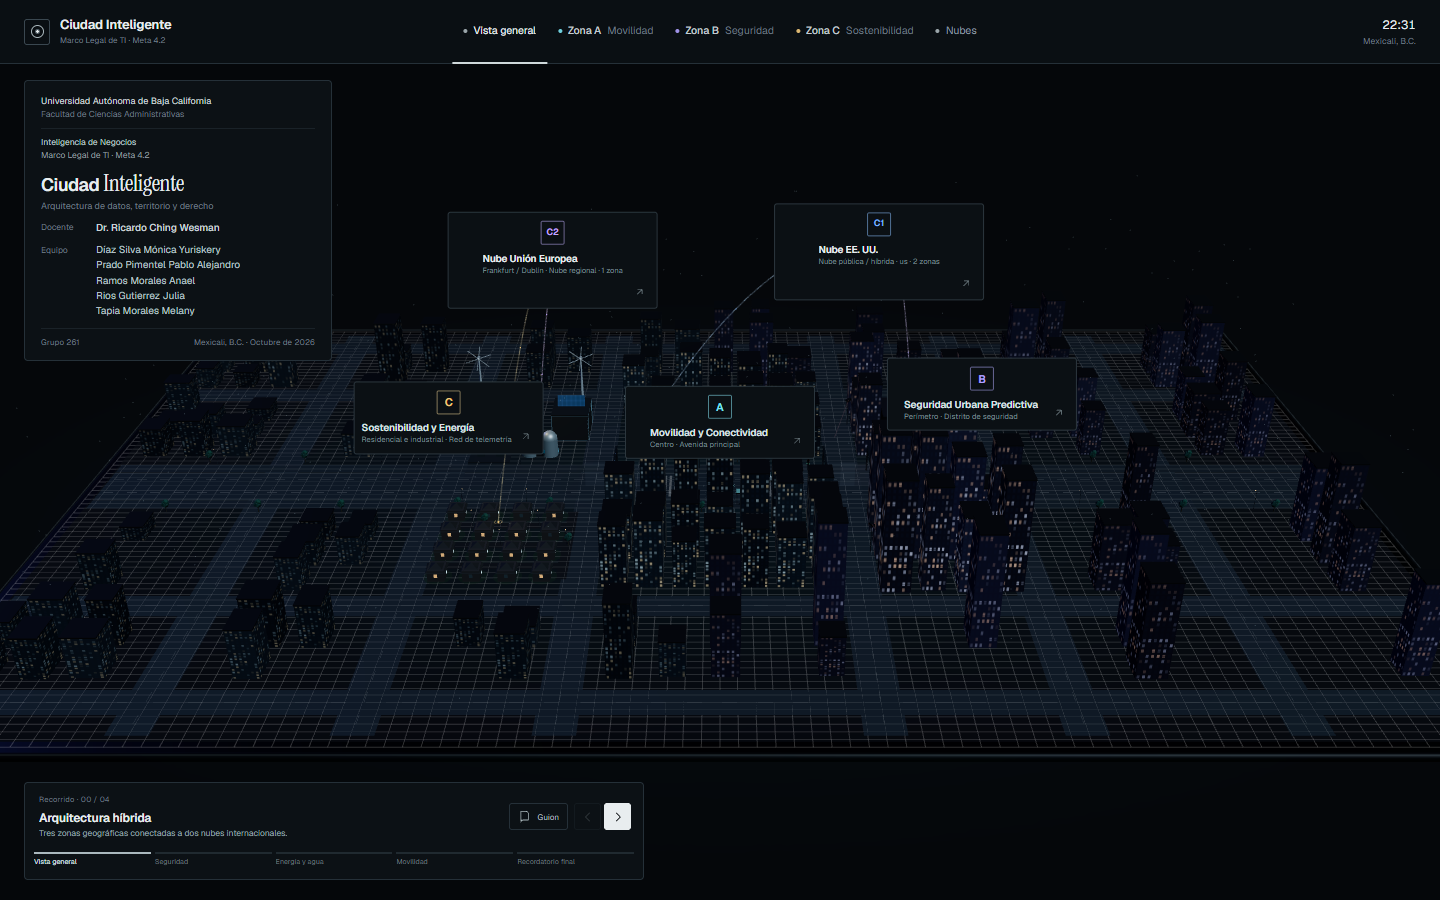 Ciudad Inteligente
Marco Legal de TI · Meta 4.2
Vista general
Zona A Movilidad
Zona B Seguridad
Zona C Sostenibilidad
Nubes
22:31
Mexicali, B.C.
Universidad Autónoma de Baja California
Facultad de Ciencias Administrativas
Inteligencia de Negocios
Marco Legal de TI · Meta 4.2
Ciudad Inteligente
Arquitectura de datos, territorio y derecho
Docente Dr. Ricardo Ching Wesman
Equipo Díaz Silva Mónica Yuriskery
Prado Pimentel Pablo Alejandro
Ramos Morales Anael
Rios Gutierrez Julia
Tapia Morales Melany
Grupo 261 Mexicali, B.C. · Octubre de 2026
C2
Nube Unión Europea
Frankfurt / Dublín · Nube regional · 1 zona
C1
Nube EE. UU.
Nube pública / híbrida · us · 2 zonas
C
Sostenibilidad y Energía
Residencial e industrial · Red de telemetría
A
Movilidad y Conectividad
Centro · Avenida principal
B
Seguridad Urbana Predictiva
Perímetro · Distrito de seguridad
Recorrido · 00 / 04
Arquitectura híbrida
Tres zonas geográficas conectadas a dos nubes internacionales.
Guion
Vista general
Seguridad
Energía y agua
Movilidad
Recordatorio final